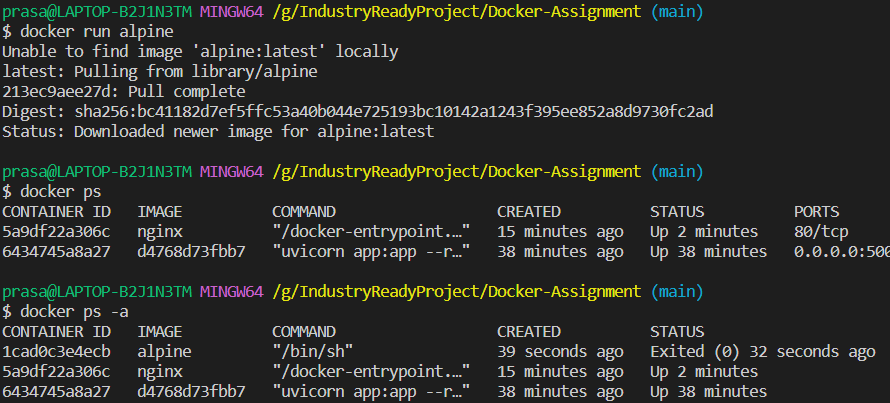 prasa@LAPTOP-B2J1N3TM MINGW64 /g/IndustryReadyProject/Docker-Assignment (main)
$ docker run alpine
Unable to find image 'alpine:latest' locally
latest: Pulling from library/alpine
213ec9aee27d: Pull complete
Digest: sha256:bc41182d7ef5ffc53a40b044e725193bc10142a1243f395ee852a8d9730fc2ad
Status: Downloaded newer image for alpine:latest
prasa@LAPTOP-B2J1N3TM MINGW64 /g/IndustryReadyProject/Docker-Assignment (main)
$ docker ps
CONTAINER ID   IMAGE          COMMAND                  CREATED          STATUS          PORTS
5a9df22a306c   nginx          "/docker-entrypoint.…"   15 minutes ago   Up 2 minutes    80/tcp
6434745a8a27   d4768d73fbb7   "uvicorn app:app --r…"   38 minutes ago   Up 38 minutes   0.0.0.0:500
prasa@LAPTOP-B2J1N3TM MINGW64 /g/IndustryReadyProject/Docker-Assignment (main)
$ docker ps -a
CONTAINER ID   IMAGE          COMMAND                  CREATED          STATUS
1cad0c3e4ecb   alpine         "/bin/sh"                39 seconds ago   Exited (0) 32 seconds ago
5a9df22a306c   nginx          "/docker-entrypoint.…"   15 minutes ago   Up 2 minutes
6434745a8a27   d4768d73fbb7   "uvicorn app:app --r…"   38 minutes ago   Up 38 minutes